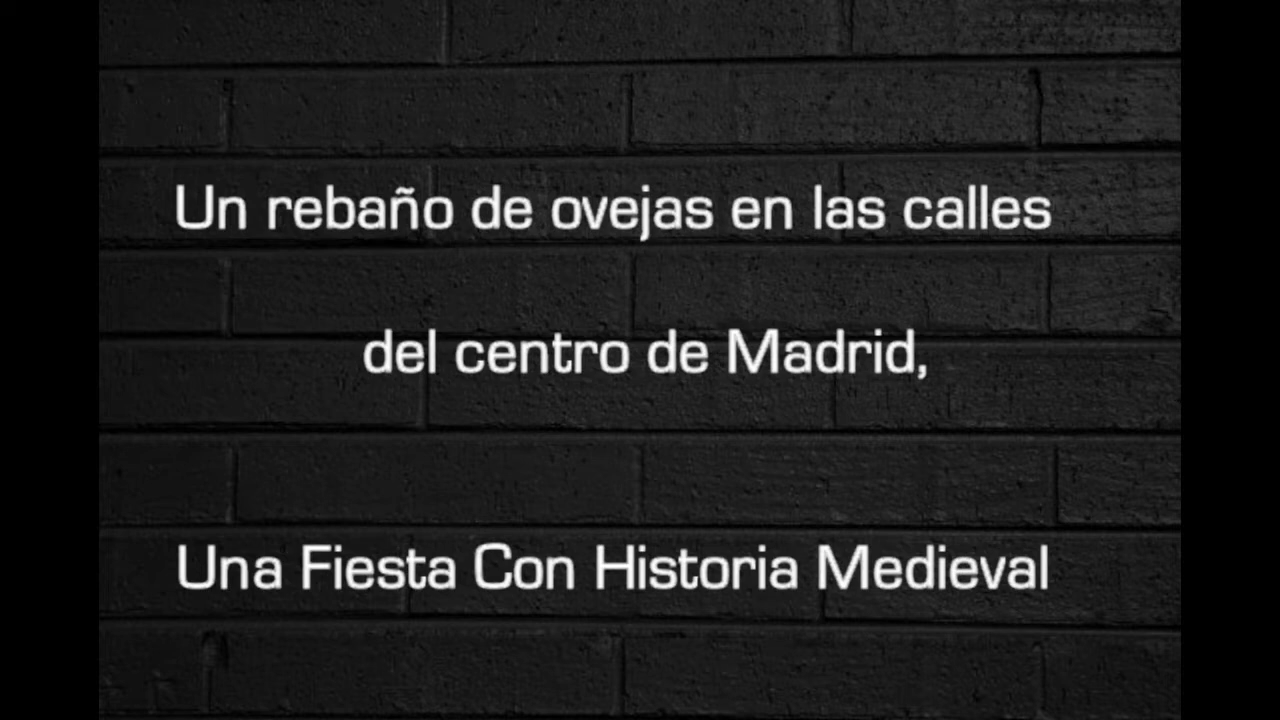 Un rebaño de ovejas en las calles
del centro de Madrid,
Una Fiesta Con Historia Medieval